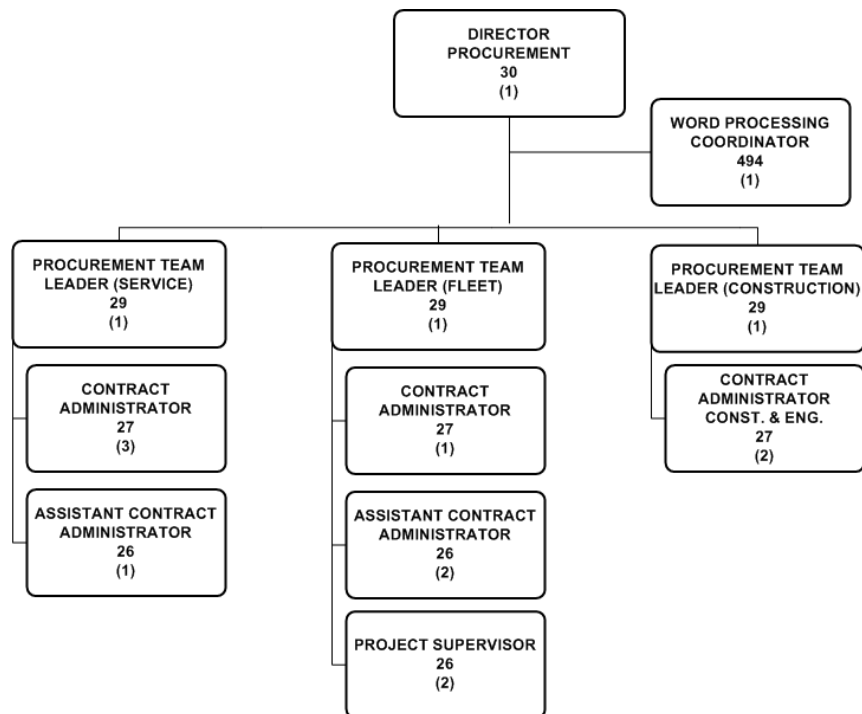 DIRECTOR
PROCUREMENT
30
(1)
WORD PROCESSING
COORDINATOR
494
(1)
PROCUREMENT TEAM
LEADER (SERVICE)
29
(1)
PROCUREMENT TEAM
LEADER (FLEET)
29
(1)
PROCUREMENT TEAM
LEADER (CONSTRUCTION)
29
(1)
CONTRACT
ADMINISTRATOR
27
(3)
CONTRACT
ADMINISTRATOR
27
(1)
CONTRACT
ADMINISTRATOR
CONST. & ENG.
27
(2)
ASSISTANT CONTRACT
ADMINISTRATOR
26
(1)
ASSISTANT CONTRACT
ADMINISTRATOR
26
(2)
PROJECT SUPERVISOR
26
(2)